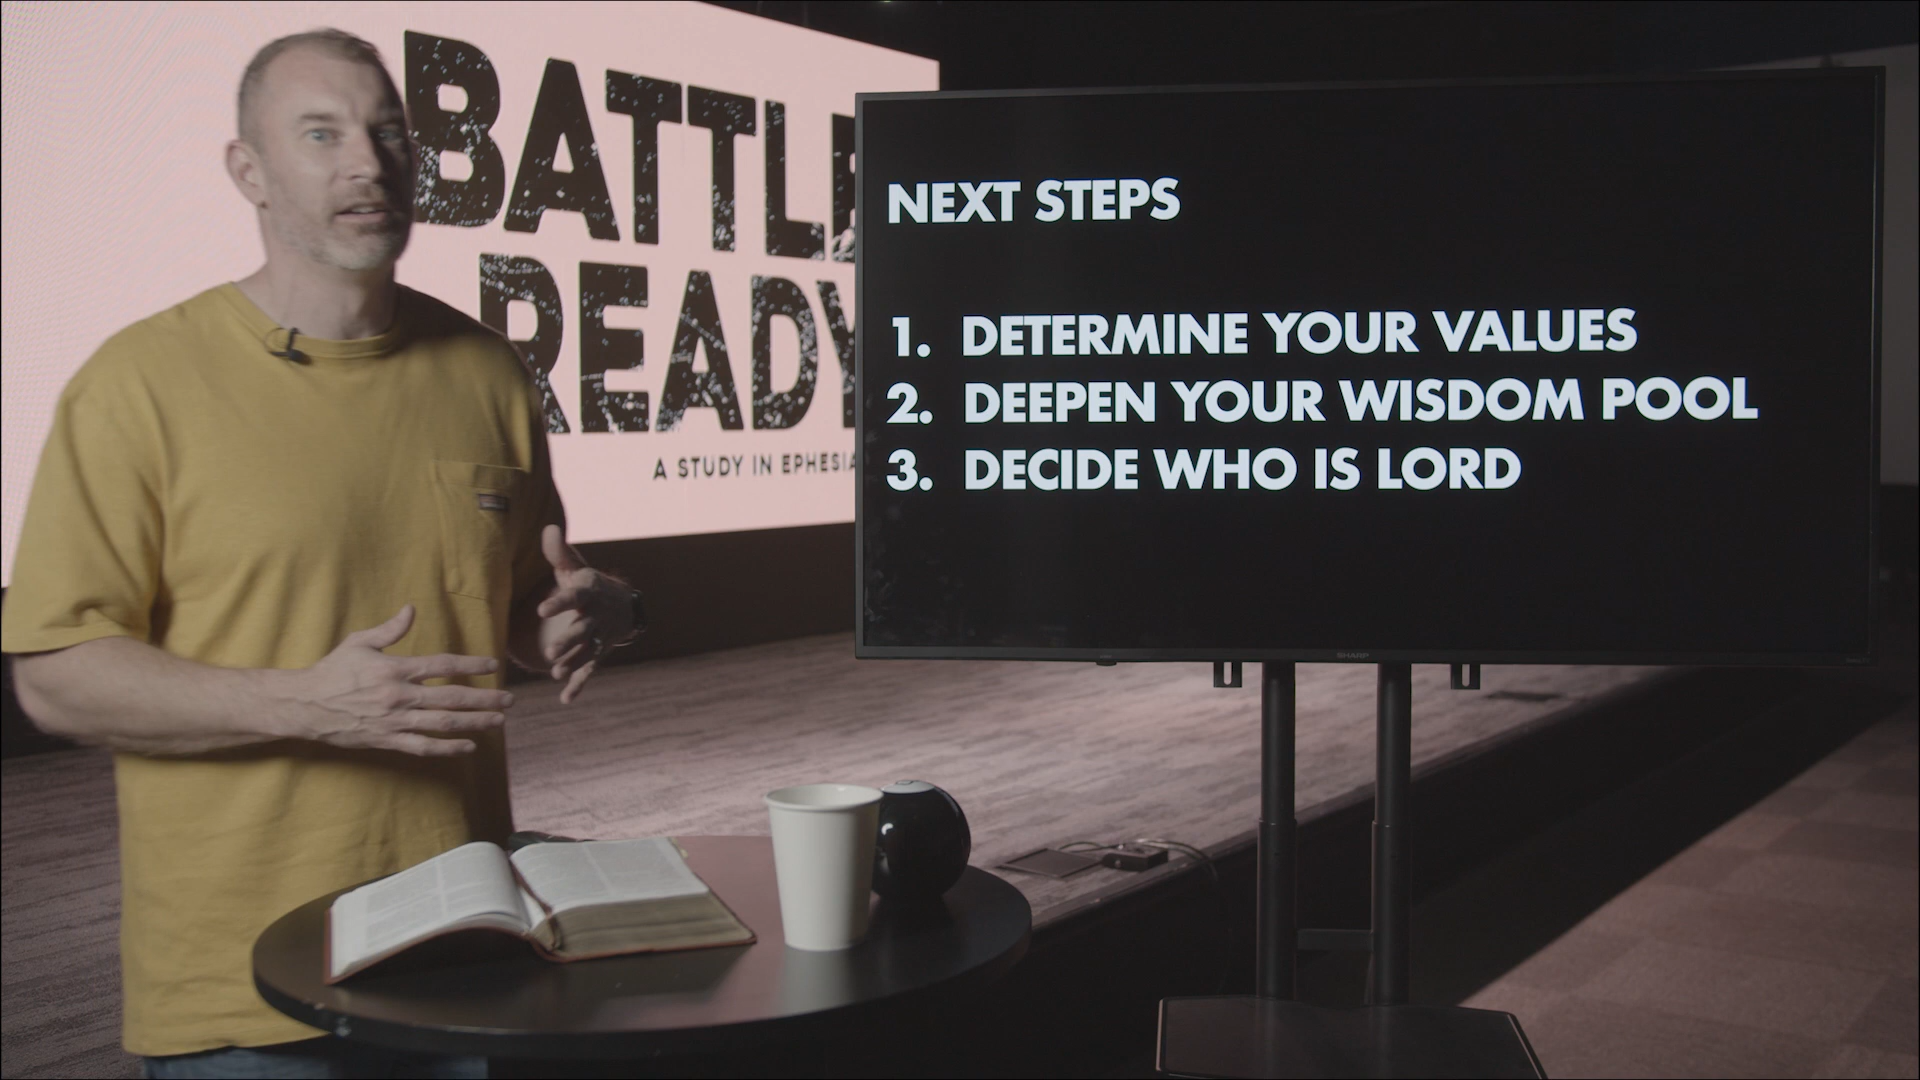 BATTLE
READY
A STUDY IN EPHESIA
NEXT STEPS
1. DETERMINE YOUR VALUES
2. DEEPEN YOUR WISDOM POOL
3. DECIDE WHO IS LORD
SHARP